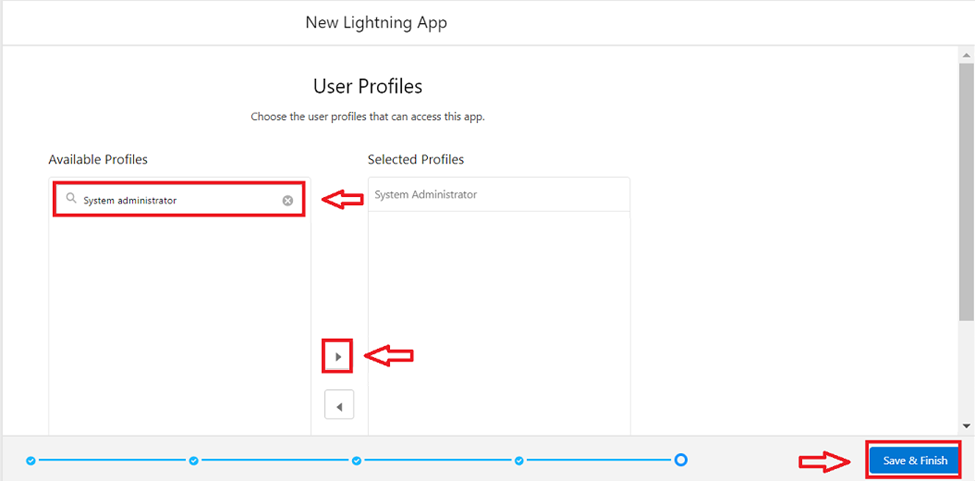 New Lightning App
User Profiles
Choose the user profiles that can access this app.
Available Profiles
Selected Profiles
System administrator
System Administrator
Save & Finish